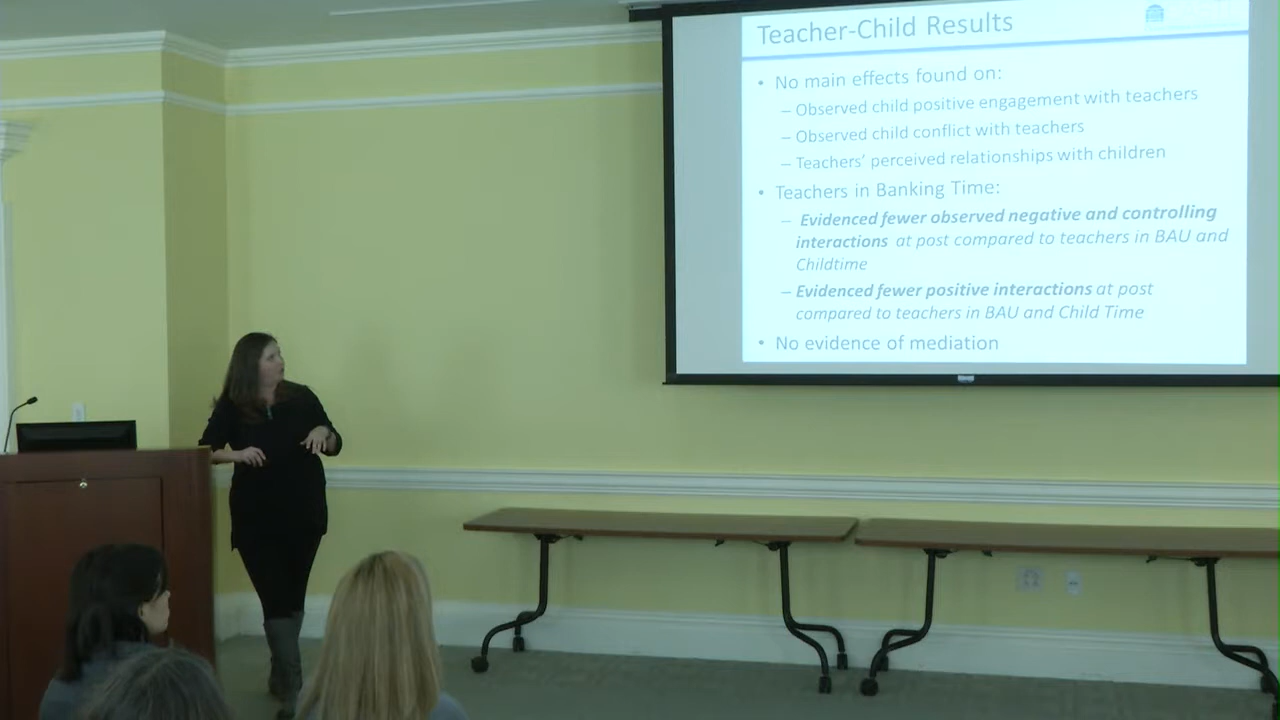 Teacher-Child Results
• No main effects found on:
– Observed child positive engagement with teachers
– Observed child conflict with teachers
– Teachers’ perceived relationships with children
• Teachers in Banking Time:
– Evidenced fewer observed negative and controlling
interactions at post compared to teachers in BAU and
Childtime
– Evidenced fewer positive interactions at post
compared to teachers in BAU and Child Time
• No evidence of mediation